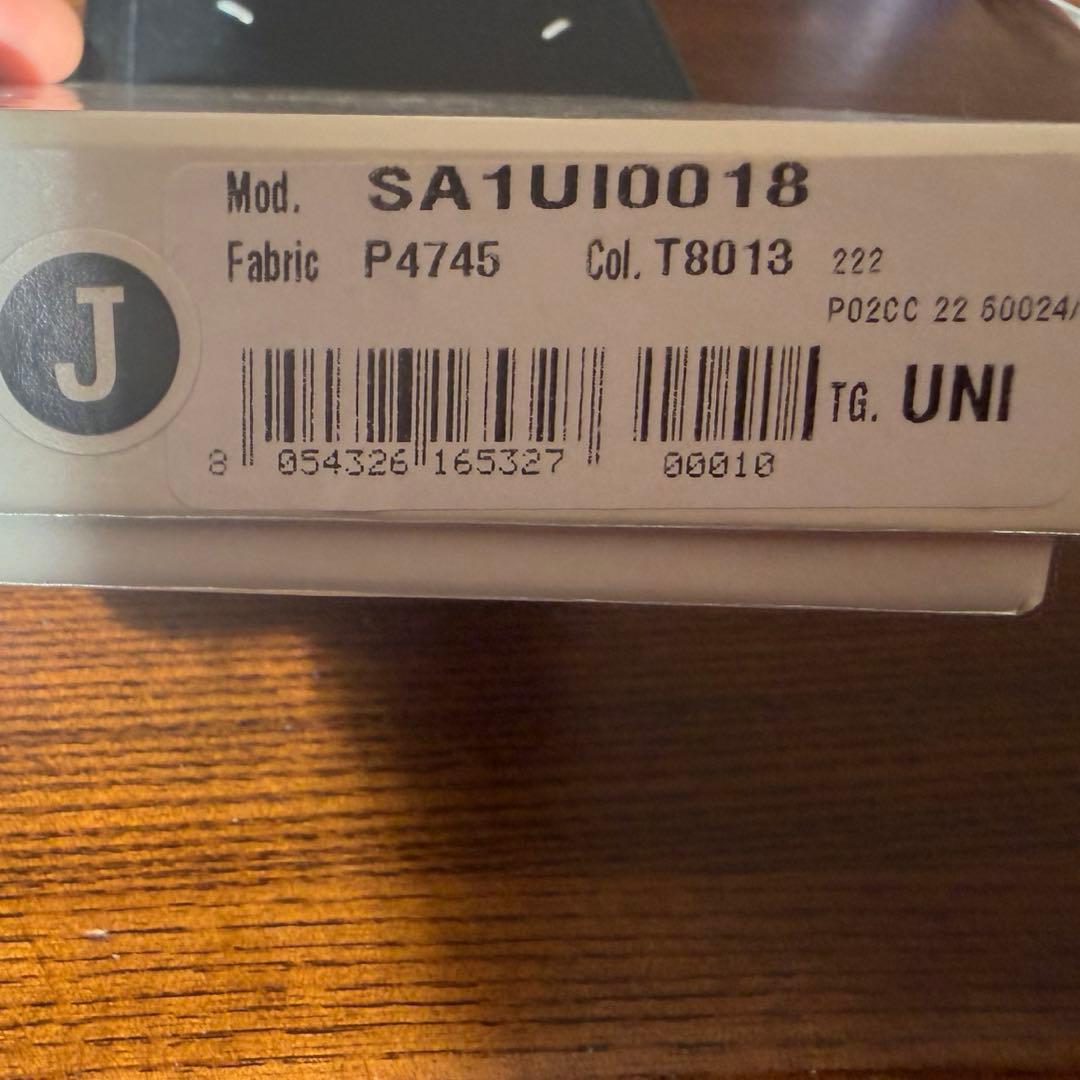 J
Mod. SA1UI0018
Fabric P4745 Col. T8013 222
P02CC 22 60024/
TG. UNI
8 054326 165327 00010